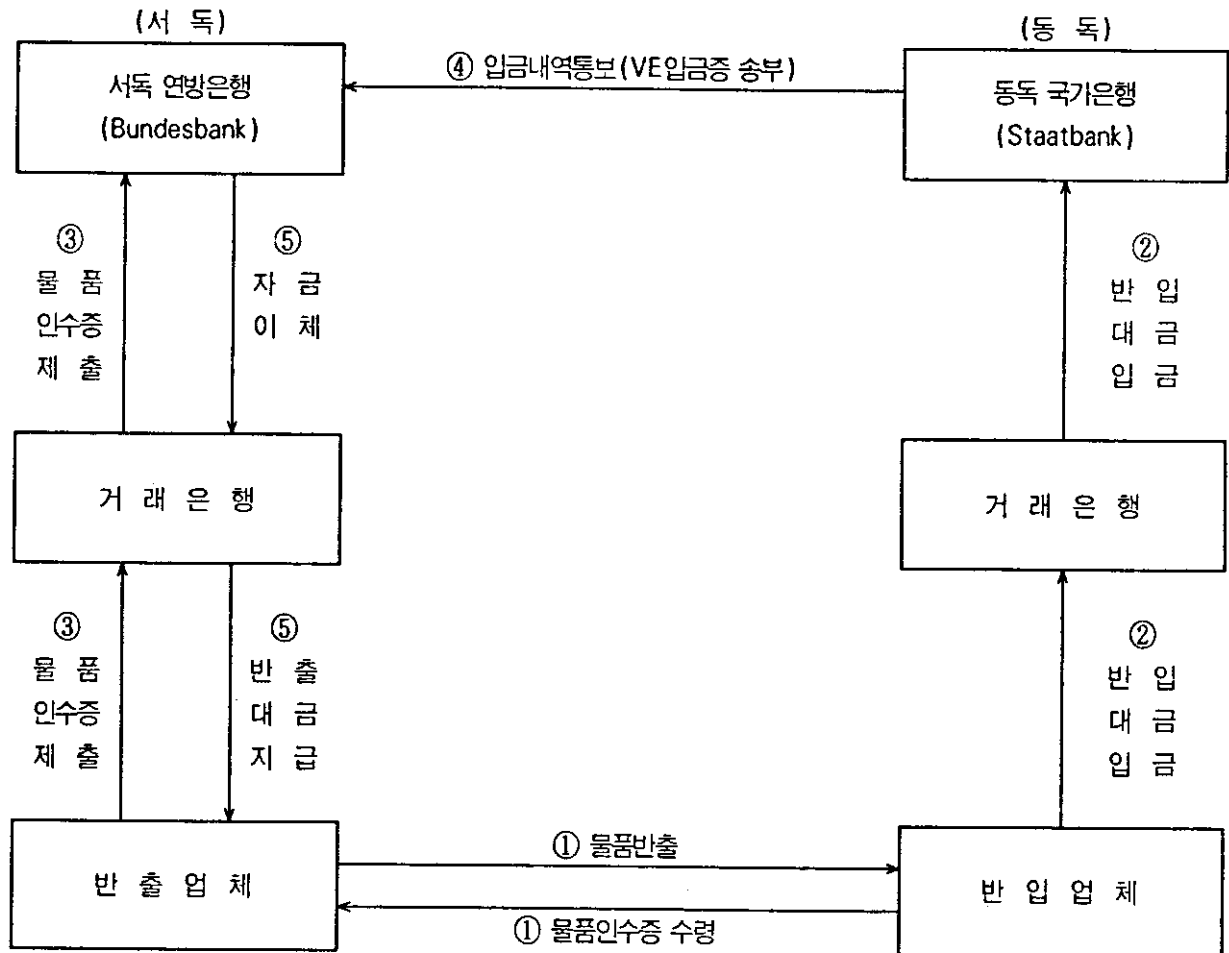 (서 독)
(동 독)
④ 입금내역통보(VE입금증 송부)
서독 연방은행
(Bundesbank)
동독 국가은행
(Staatbank)
③
물 품
인수증
제 출
⑤
자 금
이 체
②
반 입
대 금
입 금
거 래 은 행
거 래 은 행
③
물 품
인수증
제 출
⑤
반 출
대 금
지 급
②
반 입
대 금
입 금
① 물품반출
반 출 업 체
반 입 업 체
① 물품인수증 수령